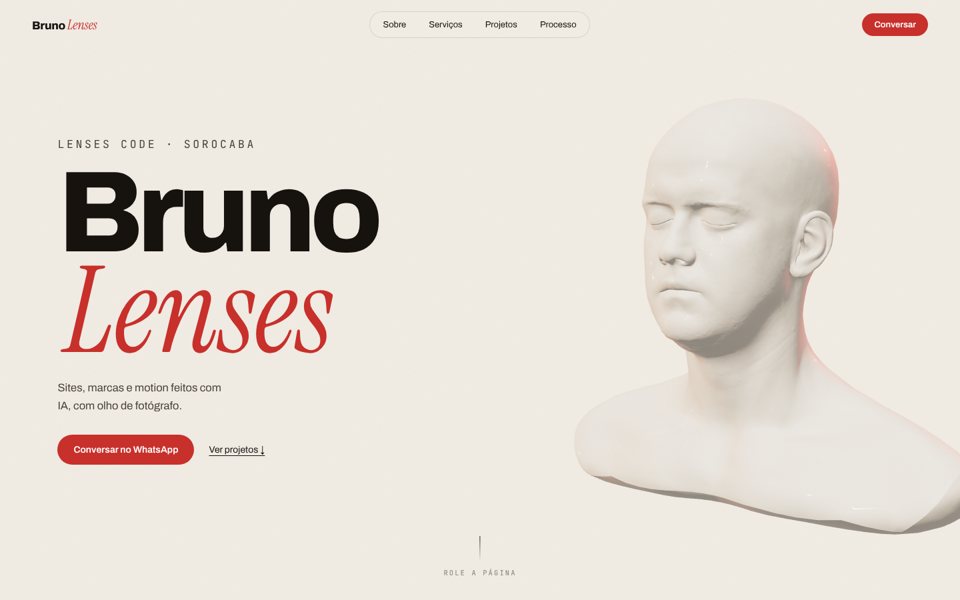 Bruno Lenses
Sobre
Serviços
Projetos
Processo
Conversar
LENSES CODE · SOROCABA
Bruno
Lenses
Sites, marcas e motion feitos com
IA, com olho de fotógrafo.
Conversar no WhatsApp
Ver projetos ↓
ROLE A PÁGINA